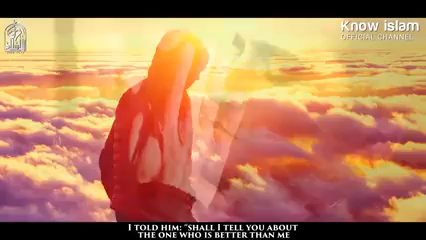 Know islam
OFFICIAL CHANNEL
I TOLD HIM: "SHALL I TELL YOU ABOUT
THE ONE WHO IS BETTER THAN ME